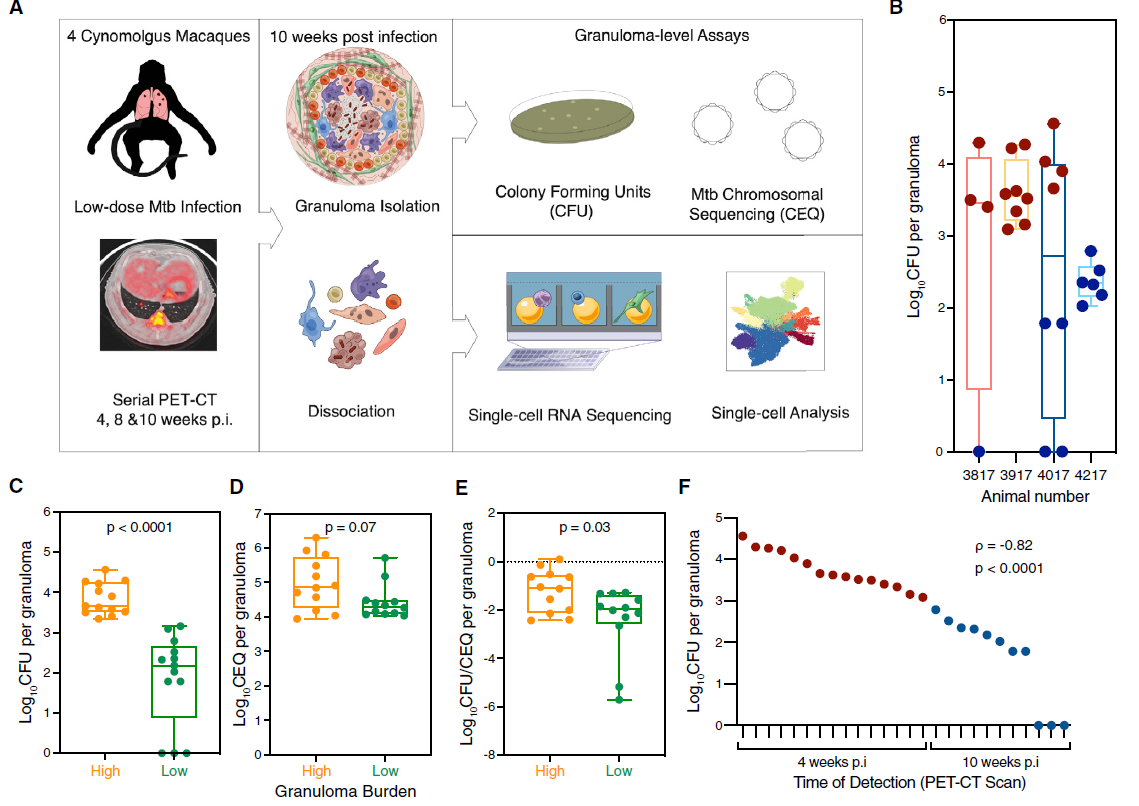 A
4 Cynomolgus Macaques
10 weeks post infection
Granuloma-level Assays
Low-dose Mtb Infection
Granuloma Isolation
Colony Forming Units
(CFU)
Mtb Chromosomal
Sequencing (CEQ)
Serial PET-CT
4, 8 &10 weeks p.i.
Dissociation
Single-cell RNA Sequencing
Single-cell Analysis
B
Log10CFU per granuloma
6
5
4
3
2
1
0
3817 3917 4017 4217
Animal number
C
Log10CFU per granuloma
6
5
4
3
2
1
0
p < 0.0001
High Low
D
Log10CEQ per granuloma
7
6
5
4
3
2
1
0
p = 0.07
High Low
Granuloma Burden
E
Log10CFU/CEQ per granuloma
2
0
-2
-4
-6
-8
p = 0.03
High Low
F
Log10CFU per granuloma
5
4
3
2
1
0
ρ = -0.82
p < 0.0001
4 weeks p.i 10 weeks p.i
Time of Detection (PET-CT Scan)